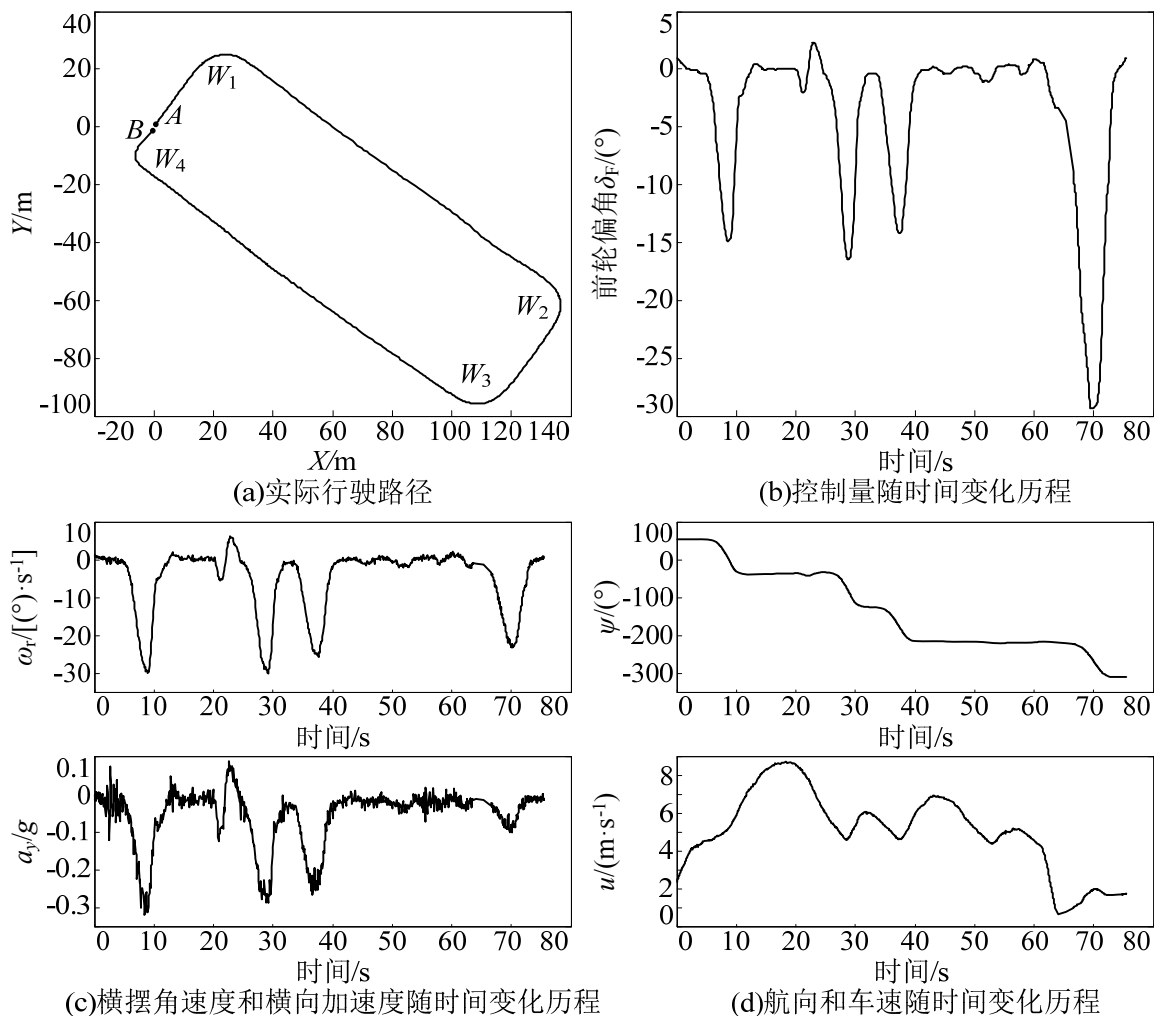 40
20
0
-20
-40
-60
-80
-100
Y/m
W1
A
B
W4
W2
W3
-20 0 20 40 60 80 100 120 140
X/m
(a)实际行驶路径
5
0
-5
-10
-15
-20
-25
-30
前轮偏角δF/(°)
0 10 20 30 40 50 60 70 80
时间/s
(b)控制量随时间变化历程
10
0
-10
-20
-30
ωr/[(°)·s-1]
0 10 20 30 40 50 60 70 80
时间/s
0.1
0
-0.1
-0.2
-0.3
ay/g
0 10 20 30 40 50 60 70 80
时间/s
(c)横摆角速度和横向加速度随时间变化历程
100
0
-100
-200
-300
ψ/(°)
0 10 20 30 40 50 60 70 80
时间/s
8
6
4
2
0
u/(m·s-1)
0 10 20 30 40 50 60 70 80
时间/s
(d)航向和车速随时间变化历程